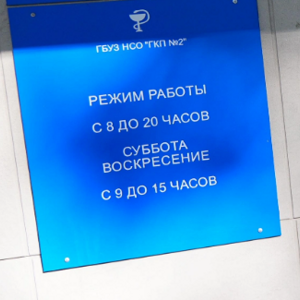 ГБУЗ НСО "ГКП №2"
РЕЖИМ РАБОТЫ
С 8 ДО 20 ЧАСОВ
СУББОТА
ВОСКРЕСЕНИЕ
С 9 ДО 15 ЧАСОВ